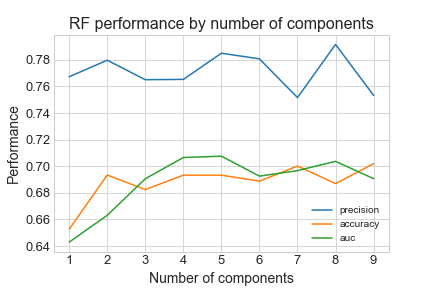 RF performance by number of components
Performance
0.78
0.76
0.74
0.72
0.70
0.68
0.66
0.64
precision
accuracy
auc
1 2 3 4 5 6 7 8 9
Number of components